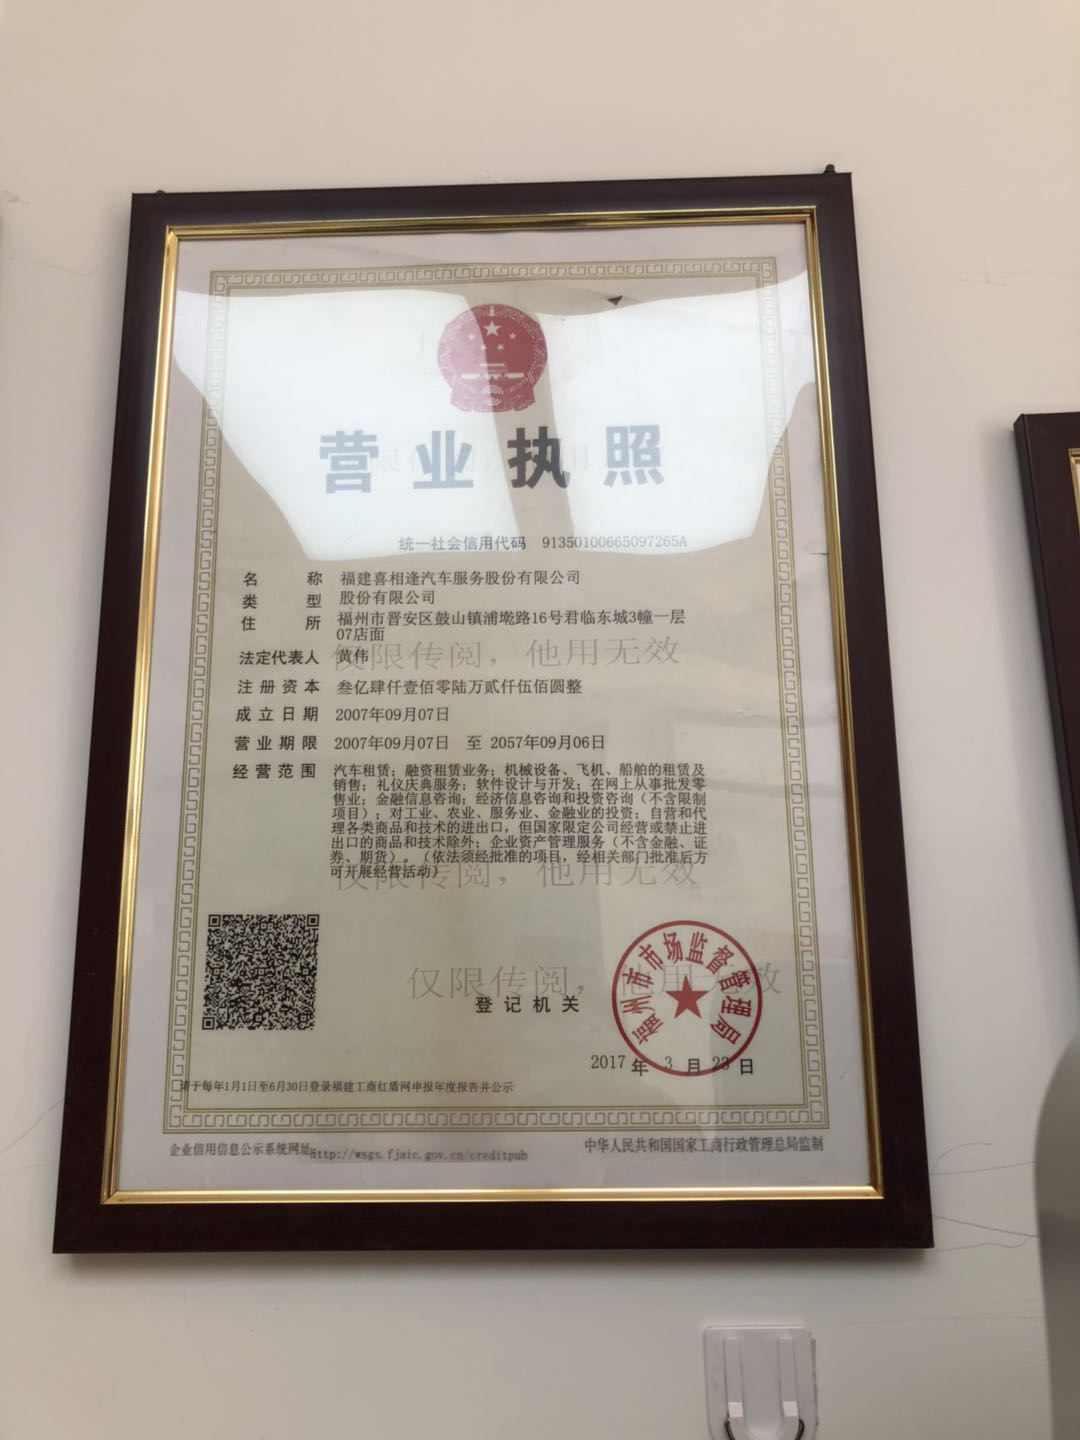 营业执照
统一社会信用代码 91350100665097265A
名称 福建喜相逢汽车服务股份有限公司
类型 股份有限公司
住所 福州市晋安区鼓山镇浦墘路16号君临东城3幢一层
07店面
法定代表人 黄伟
仅限传阅，他用无效
注册资本 叁亿肆仟壹佰零陆万贰仟伍佰圆整
成立日期 2007年09月07日
营业期限 2007年09月07日 至 2057年09月06日
经营范围 汽车租赁；融资租赁业务；机械设备、飞机、船舶的租赁及
销售；礼仪庆典服务；软件设计与开发；在网上从事批发零
售业；金融信息咨询；经济信息咨询和投资咨询（不含限制
项目）；对工业、农业、服务业、金融业的投资；自营和代
理各类商品和技术的进出口，但国家限定公司经营或禁止进
出口的商品和技术除外；企业资产管理服务（不含金融、证
券、期货）。（依法须经批准的项目，经相关部门批准后方
可开展经营活动）
仅限传阅，他用无效
仅限传阅，他用无效
登记机关
福州市市场监督管理局
2017年3月23日
请于每年1月1日至6月30日登录福建工商红盾网申报年度报告并公示
企业信用信息公示系统网址http://wsgs.fjaic.gov.cn/creditpub
中华人民共和国国家工商行政管理总局监制